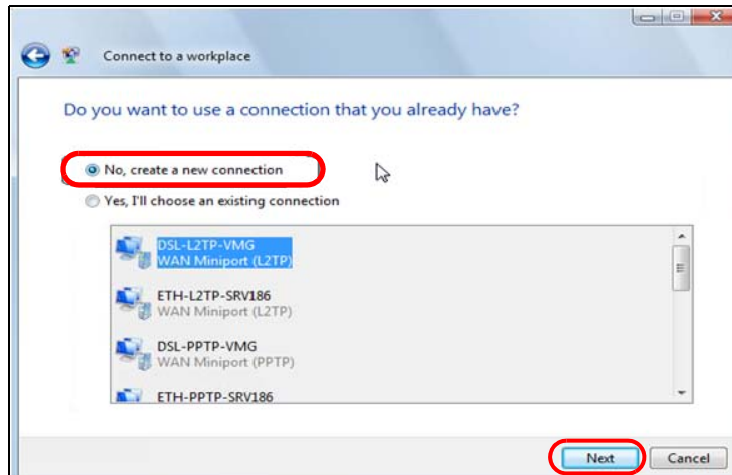 Connect to a workplace
Do you want to use a connection that you already have?
No, create a new connection
Yes, I'll choose an existing connection
DSL-L2TP-VMG
WAN Miniport (L2TP)
ETH-L2TP-SRV186
WAN Miniport (L2TP)
DSL-PPTP-VMG
WAN Miniport (PPTP)
ETH-PPTP-SRV186
Next Cancel